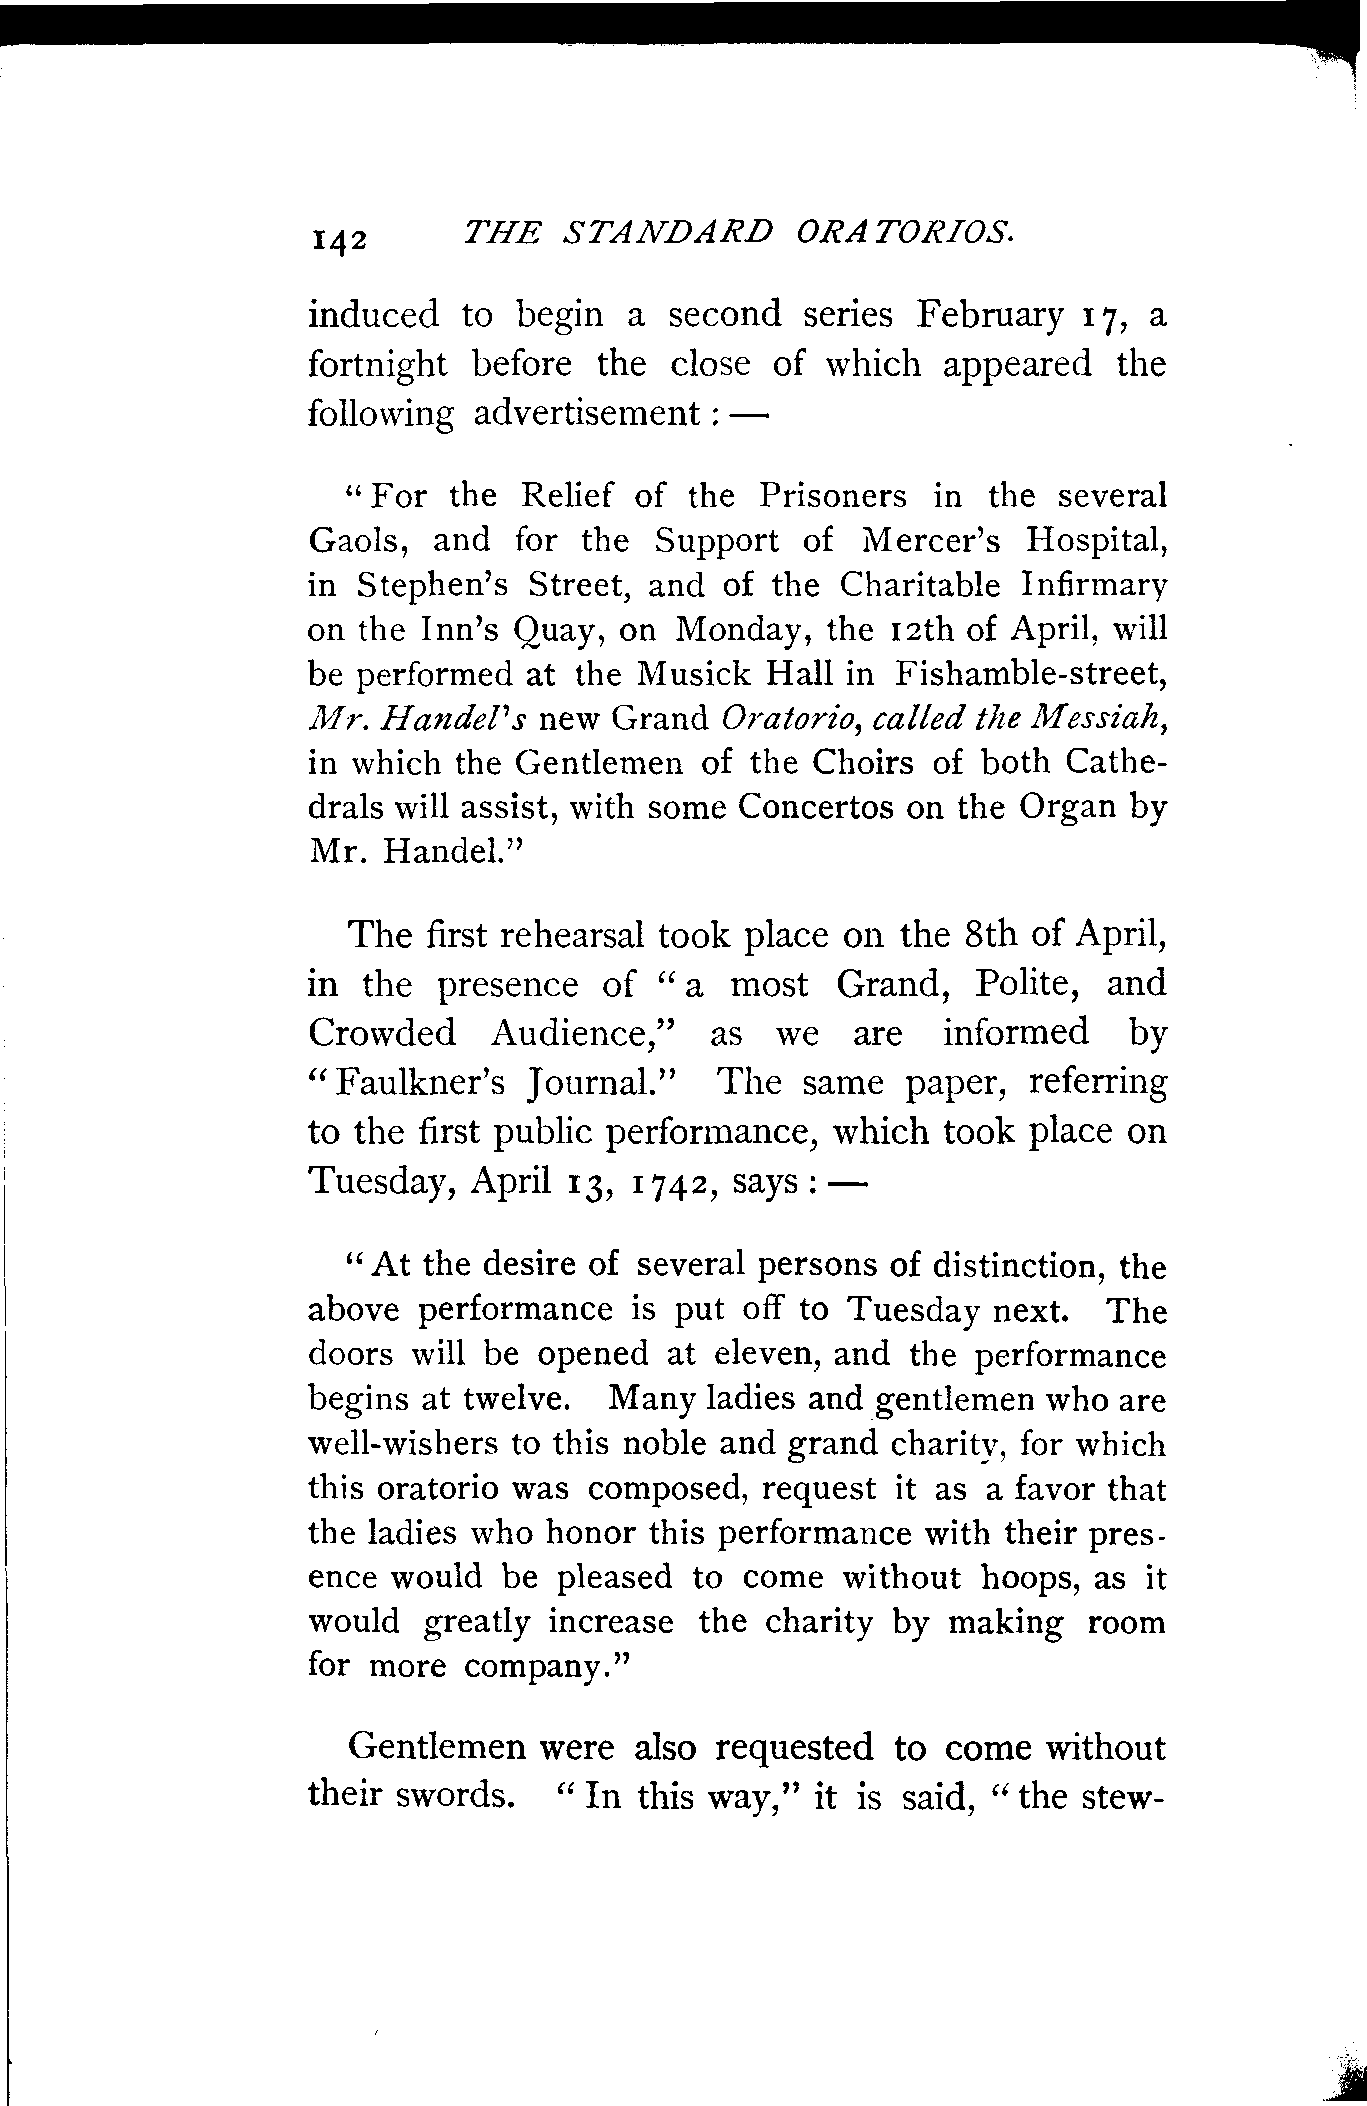 142 THE STANDARD ORATORIOS.
induced to begin a second series February 17, a
fortnight before the close of which appeared the
following advertisement : —
“ For the Relief of the Prisoners in the several
Gaols, and for the Support of Mercer's Hospital,
in Stephen's Street, and of the Charitable Infirmary
on the Inn's Quay, on Monday, the 12th of April, will
be performed at the Musick Hall in Fishamble-street,
Mr. Handel's new Grand Oratorio, called the Messiah,
in which the Gentlemen of the Choirs of both Cathe-
drals will assist, with some Concertos on the Organ by
Mr. Handel.”
The first rehearsal took place on the 8th of April,
in the presence of “ a most Grand, Polite, and
Crowded Audience,” as we are informed by
“ Faulkner's Journal.” The same paper, referring
to the first public performance, which took place on
Tuesday, April 13, 1742, says : —
“ At the desire of several persons of distinction, the
above performance is put off to Tuesday next. The
doors will be opened at eleven, and the performance
begins at twelve. Many ladies and gentlemen who are
well-wishers to this noble and grand charity, for which
this oratorio was composed, request it as a favor that
the ladies who honor this performance with their pres-
ence would be pleased to come without hoops, as it
would greatly increase the charity by making room
for more company.”
Gentlemen were also requested to come without
their swords. “ In this way,” it is said, “ the stew-